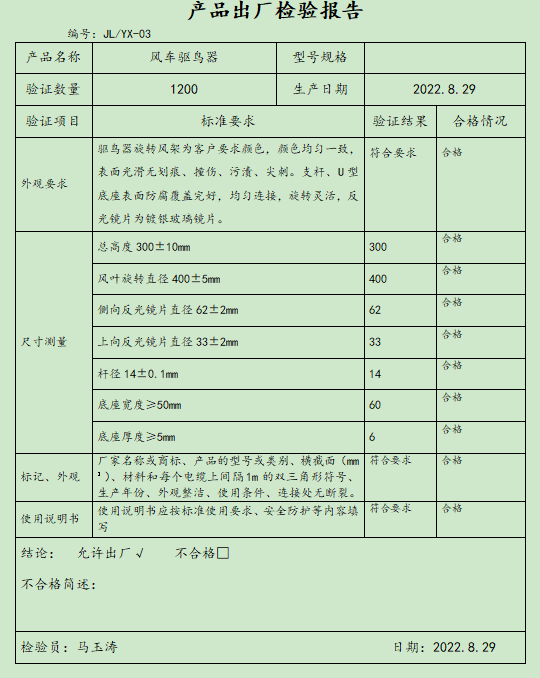 产品出厂检验报告
编号：JL/YX-03
产品名称 风车驱鸟器 型号规格
验证数量 1200 生产日期 2022.8.29
验证项目 标准要求 验证结果 合格情况
外观要求
驱鸟器旋转风架为客户要求颜色，颜色均匀一致，
表面光滑无划痕、撞伤、污渍、尖刺。支杆、U型
底座表面防腐覆盖完好，均匀连接，旋转灵活，反
光镜片为镀银玻璃镜片。
符合要求 合格
尺寸测量
总高度300±10mm 300 合格
风叶旋转直径400±5mm 400 合格
侧向反光镜片直径62±2mm 62 合格
上向反光镜片直径33±2mm 33 合格
杆径14±0.1mm 14 合格
底座宽度≥50mm 60 合格
底座厚度≥5mm 6 合格
标记、外观
厂家名称或商标、产品的型号或类别、横截面（mm
²）、材料和每个电缆上间隔1m的双三角形符号、
生产年份、外观整洁、使用条件、连接处无断裂。
符合要求 合格
使用说明书
使用说明书应按标准使用要求、安全防护等内容填
写
符合要求 合格
结论： 允许出厂√ 不合格□
不合格简述：
检验员：马玉涛 日期：2022.8.29